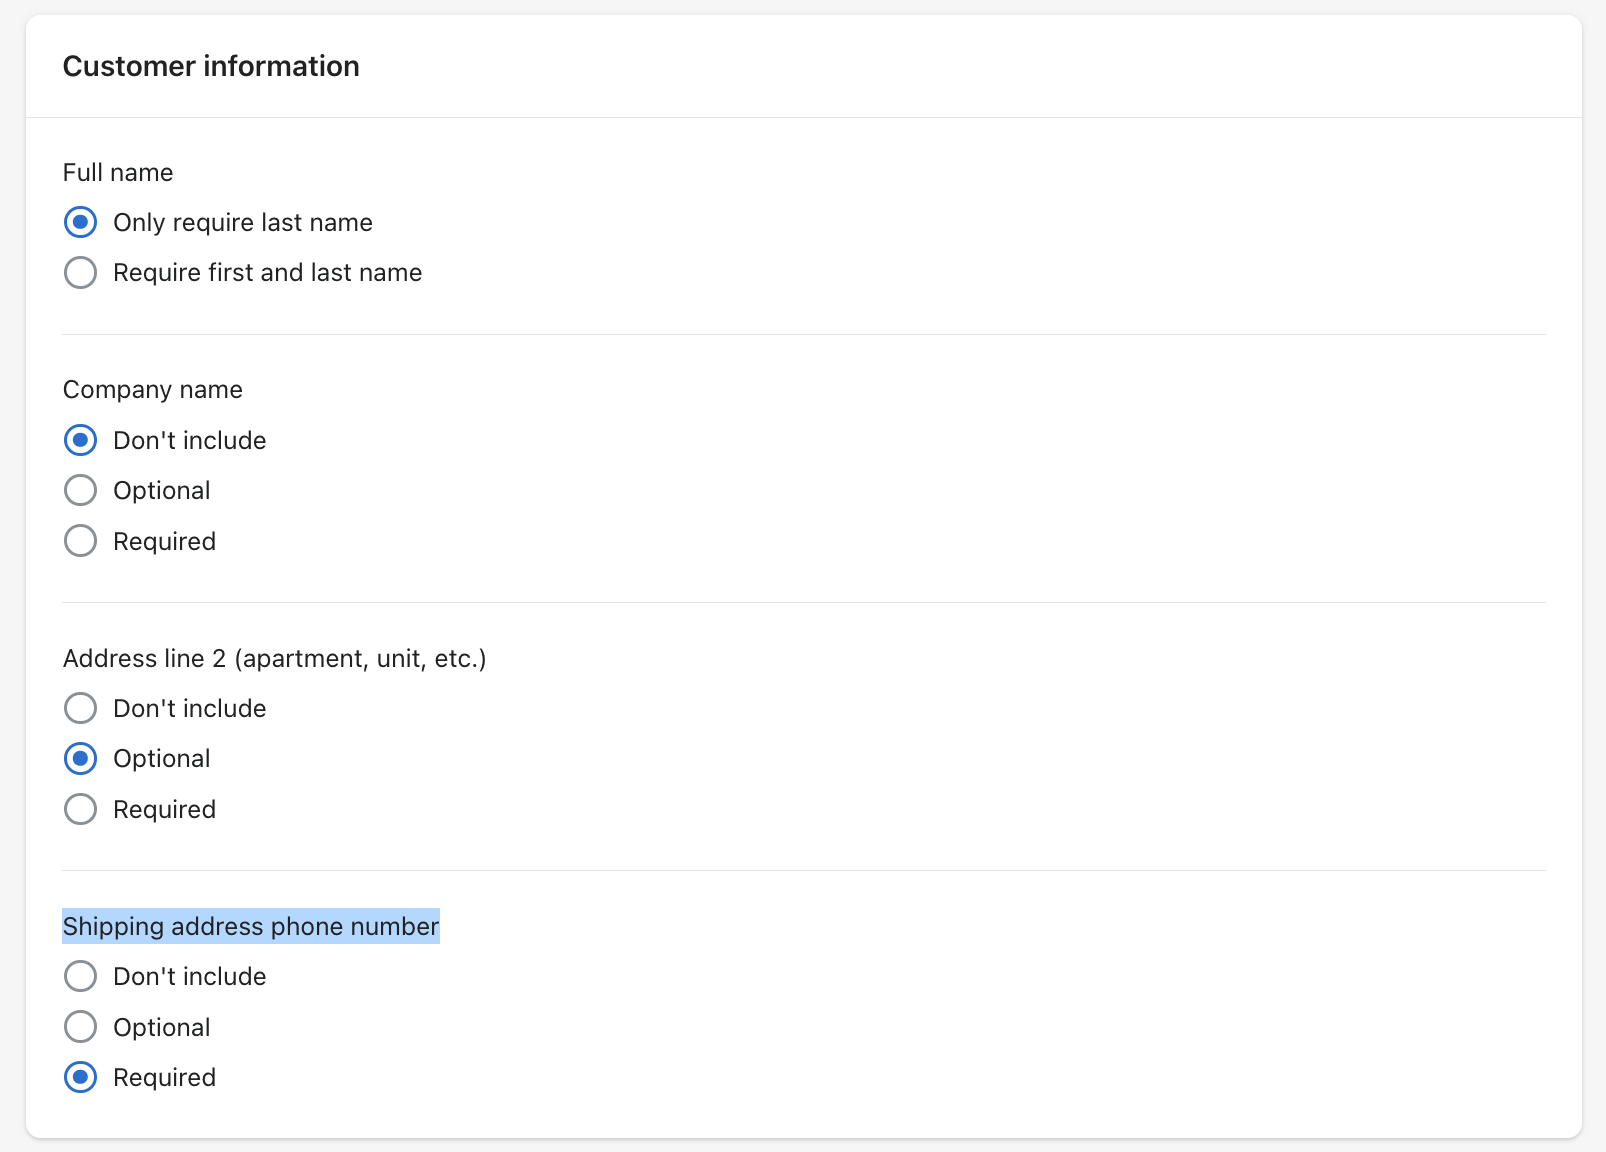 Customer information
Full name
Only require last name
Require first and last name
Company name
Don't include
Optional
Required
Address line 2 (apartment, unit, etc.)
Don't include
Optional
Required
Shipping address phone number
Don't include
Optional
Required